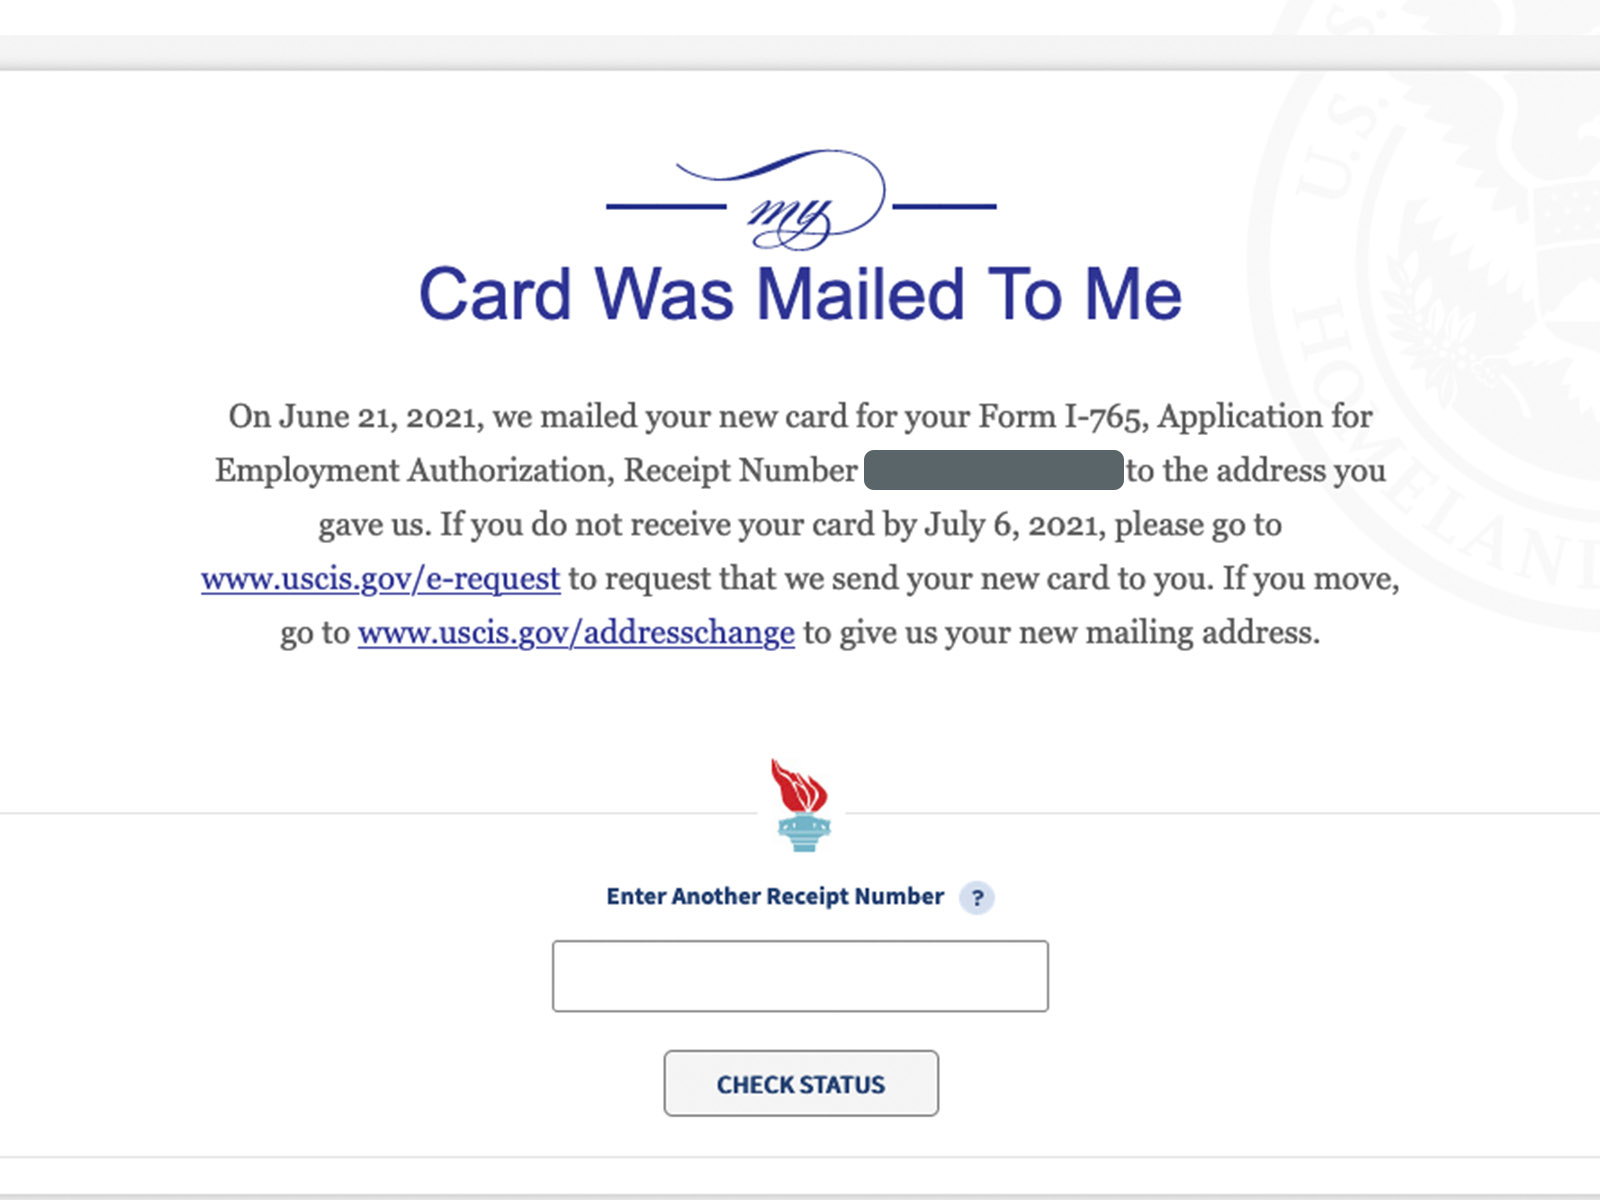 U.S.
U.S.
HOMELAND
my
Card Was Mailed To Me
On June 21, 2021, we mailed your new card for your Form I-765, Application for
Employment Authorization, Receipt Number to the address you
gave us. If you do not receive your card by July 6, 2021, please go to
www.uscis.gov/e-request to request that we send your new card to you. If you move,
go to www.uscis.gov/addresschange to give us your new mailing address.
Enter Another Receipt Number ?
CHECK STATUS